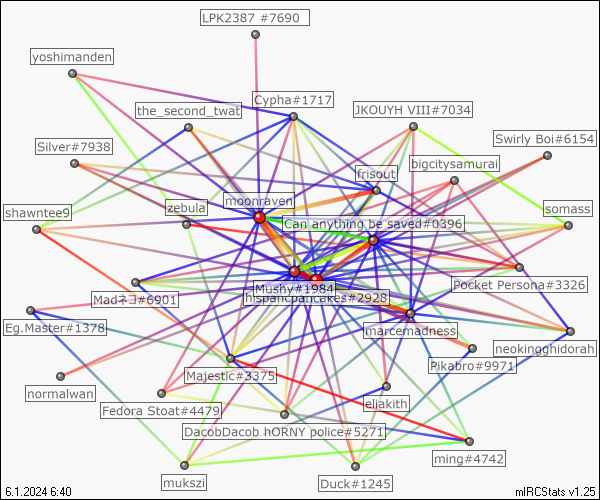 LPK2387 #7690
yoshimanden
Cypha#1717
the_second_twat
JKOUYH VIII#7034
Swirly Boi#6154
Silver#7938
bigcitysamurai
frisout
moonraven
zebula
shawntee9
Can anything be saved#0396
somass
Mushy#1984
Pocket Persona#3326
Madネコ#6901
hispancpancakes#2928
Eg.Master#1378
marcemadness
neokingghidorah
Pikabro#9971
Majestic#3375
normalwan
eliakith
Fedora Stoat#4479
DacobDacob hORNY police#5271
ming#4742
mukszi
Duck#1245
6.1.2024 6:40
mIRCStats v1.25